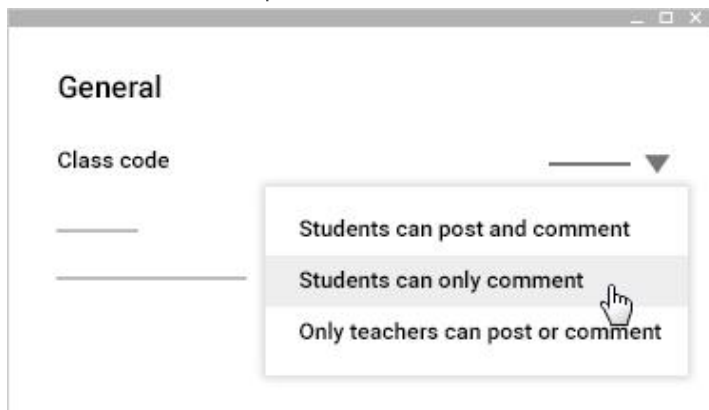 General
Class code
Students can post and comment
Students can only comment
Only teachers can post or comment